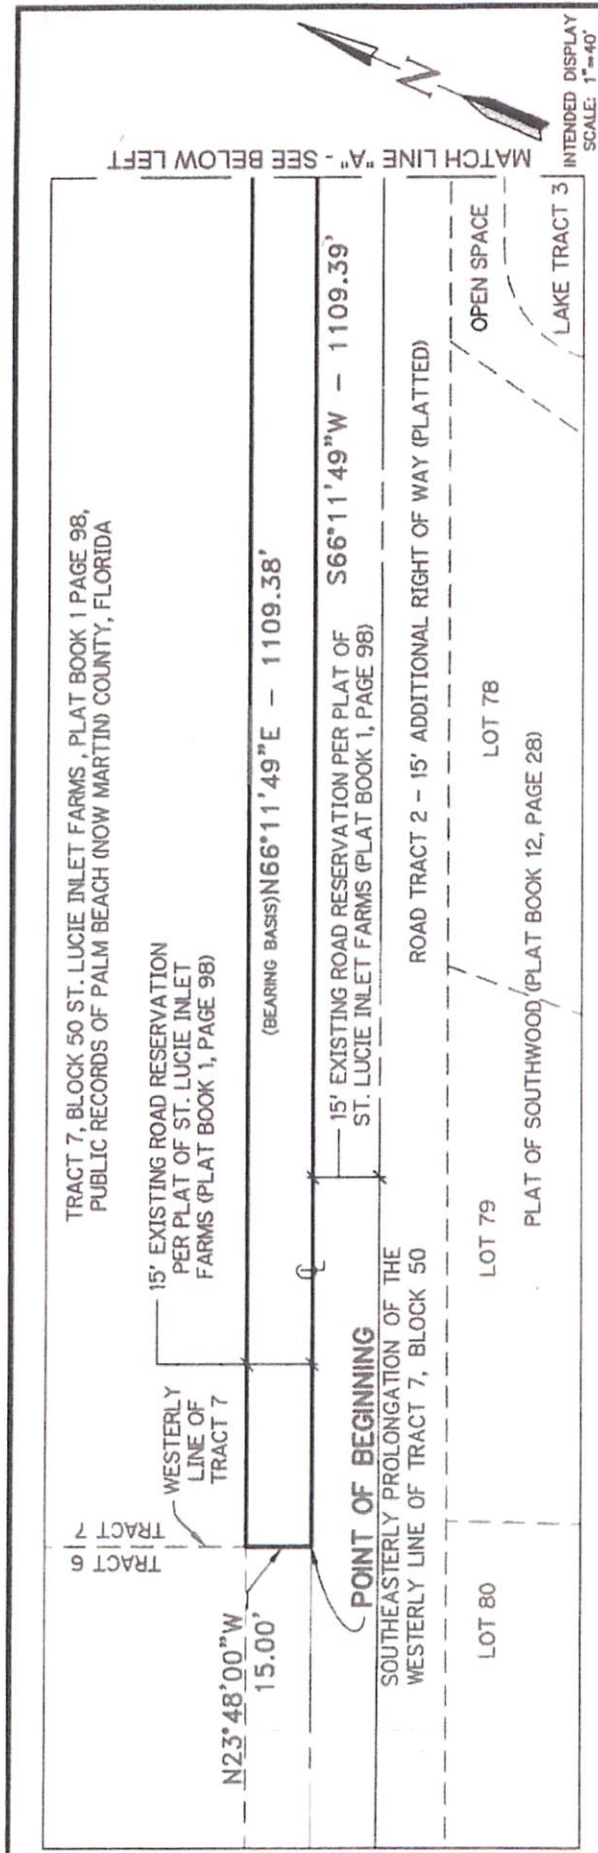 TRACT 7, BLOCK 50 ST. LUCIE INLET FARMS , PLAT BOOK 1 PAGE 98,
PUBLIC RECORDS OF PALM BEACH (NOW MARTIN) COUNTY, FLORIDA
15' EXISTING ROAD RESERVATION
PER PLAT OF ST. LUCIE INLET
FARMS (PLAT BOOK 1, PAGE 98)
WESTERLY
LINE OF
TRACT 7
TRACT 7
TRACT 6
N23°48'00"W
15.00'
(BEARING BASIS)N66°11'49"E - 1109.38'
S66°11'49"W - 1109.39'
15' EXISTING ROAD RESERVATION PER PLAT OF
ST. LUCIE INLET FARMS (PLAT BOOK 1, PAGE 98)
POINT OF BEGINNING
SOUTHEASTERLY PROLONGATION OF THE
WESTERLY LINE OF TRACT 7, BLOCK 50
ROAD TRACT 2 - 15' ADDITIONAL RIGHT OF WAY (PLATTED)
LOT 80
LOT 79
LOT 78
OPEN SPACE
PLAT OF SOUTHWOOD (PLAT BOOK 12, PAGE 28)
LAKE TRACT 3
MATCH LINE "A" - SEE BELOW LEFT
N
INTENDED DISPLAY
SCALE: 1"=40'